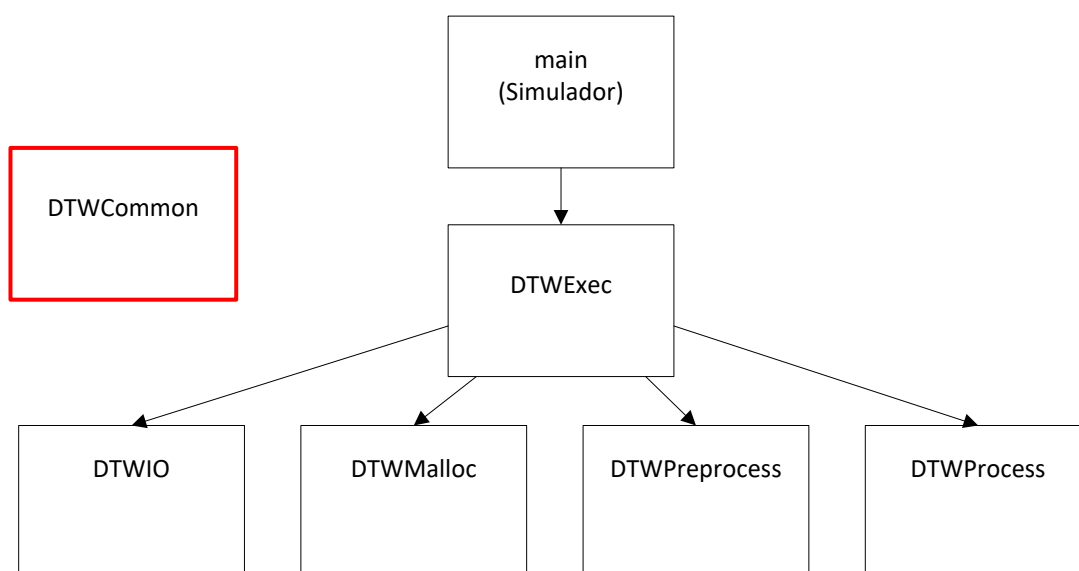 main
(Simulador)
DTWCommon
DTWExec
DTWIO
DTWMalloc
DTWPreprocess
DTWProcess